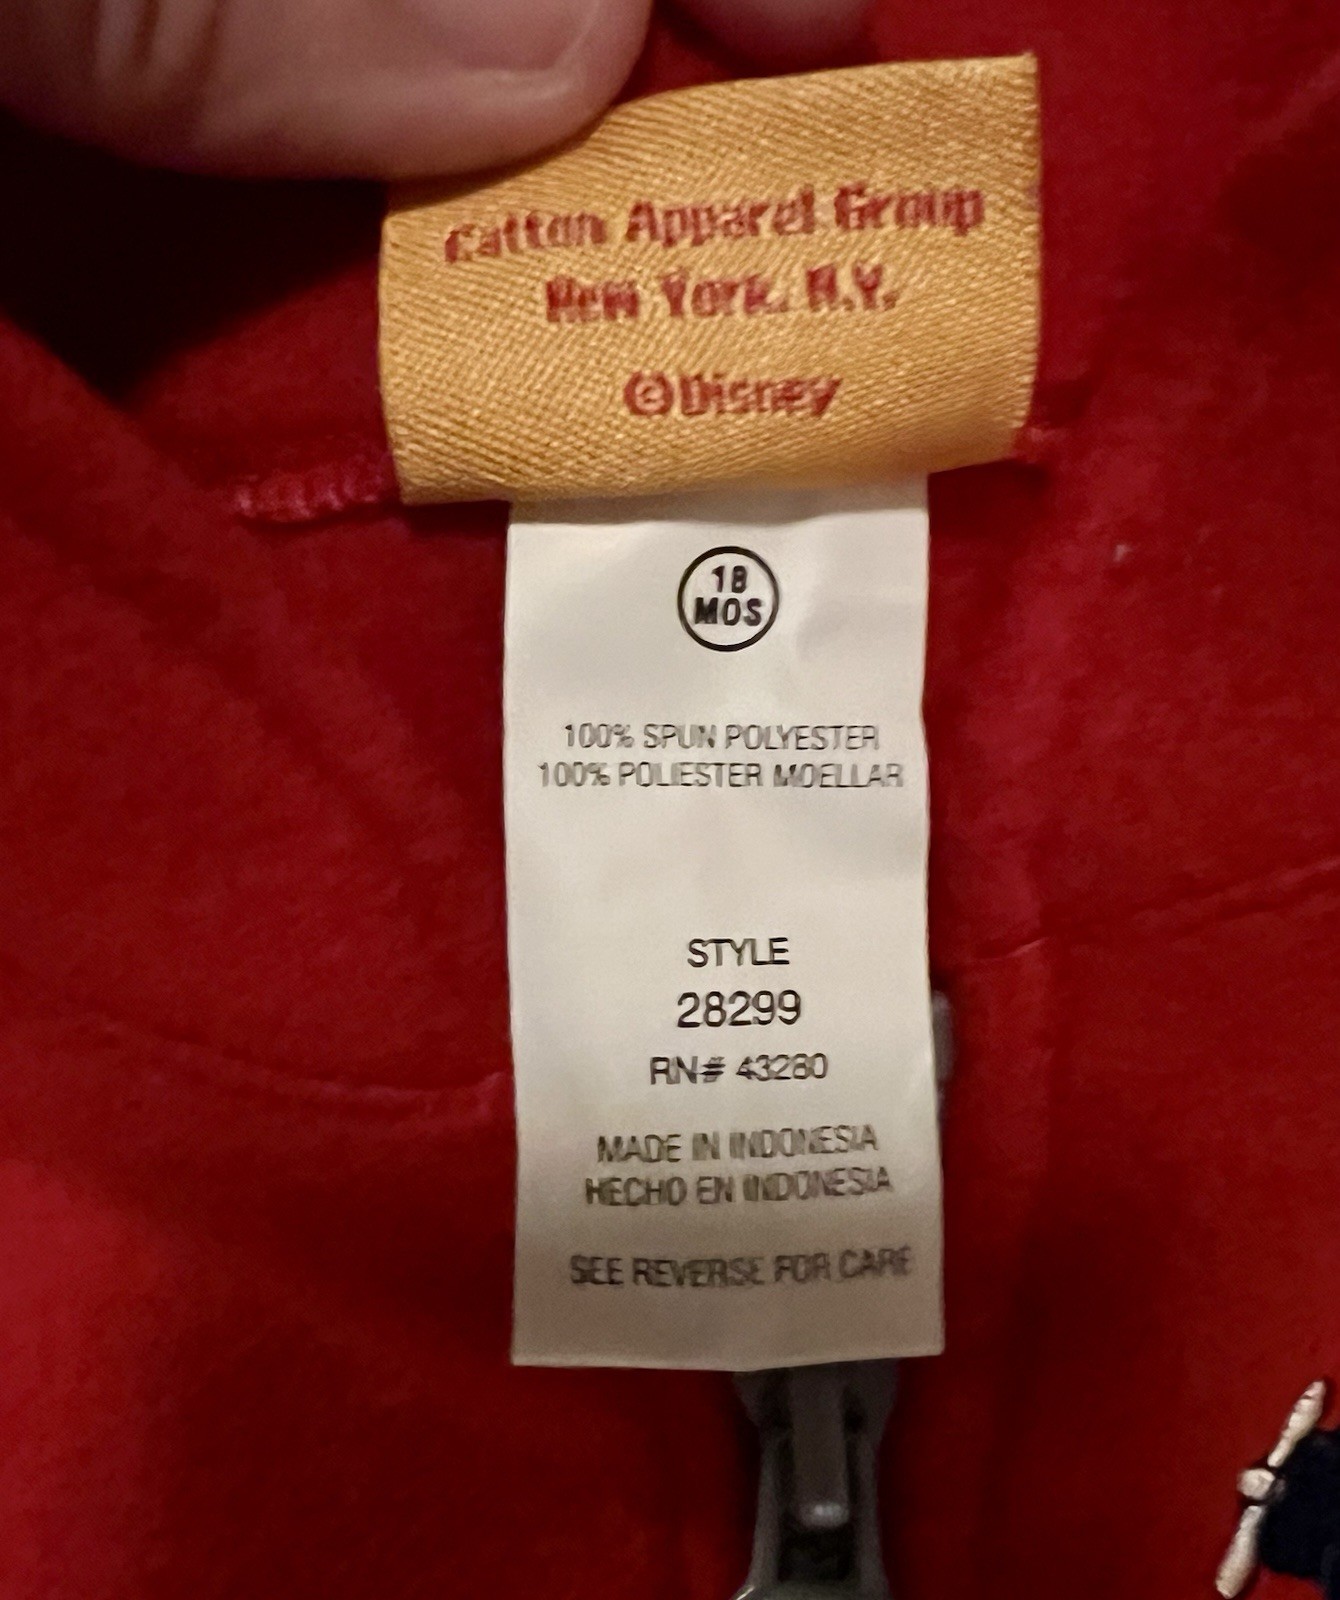 Catton Apparel Group
New York, N.Y.
©Disney
18
MOS
100% SPUN POLYESTER
100% POLIESTER MOELLAR
STYLE
28299
RN# 43280
MADE IN INDONESIA
HECHO EN INDONESIA
SEE REVERSE FOR CARE